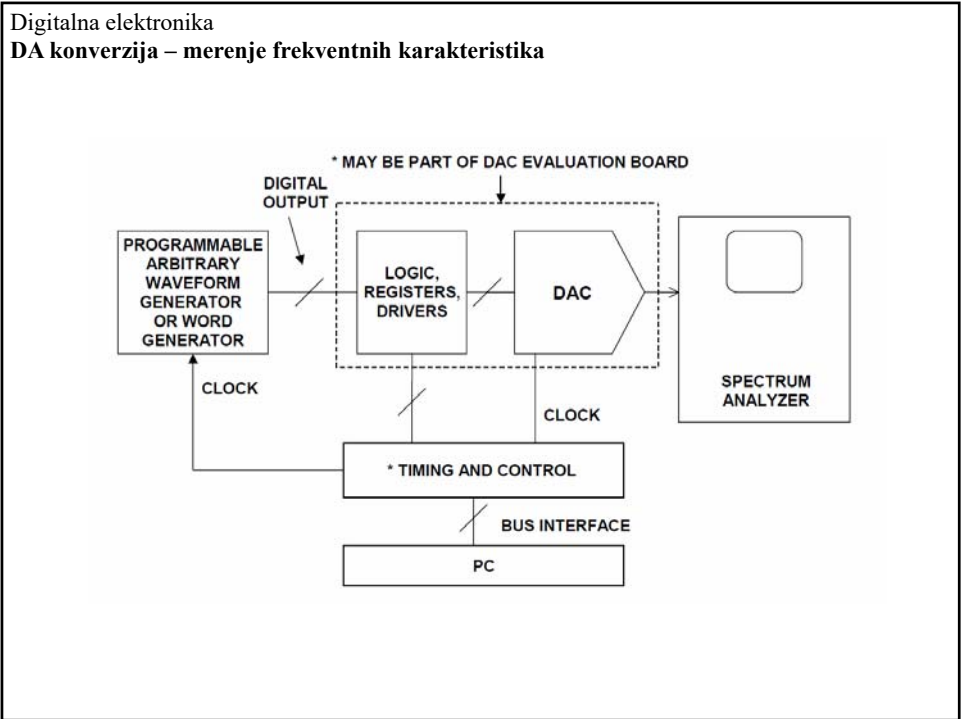 Digitalna elektronika
DA konverzija – merenje frekventnih karakteristika
* MAY BE PART OF DAC EVALUATION BOARD
DIGITAL
OUTPUT
PROGRAMMABLE
ARBITRARY
WAVEFORM
GENERATOR
OR WORD
GENERATOR
LOGIC,
REGISTERS,
DRIVERS
DAC
SPECTRUM
ANALYZER
CLOCK
CLOCK
* TIMING AND CONTROL
BUS INTERFACE
PC